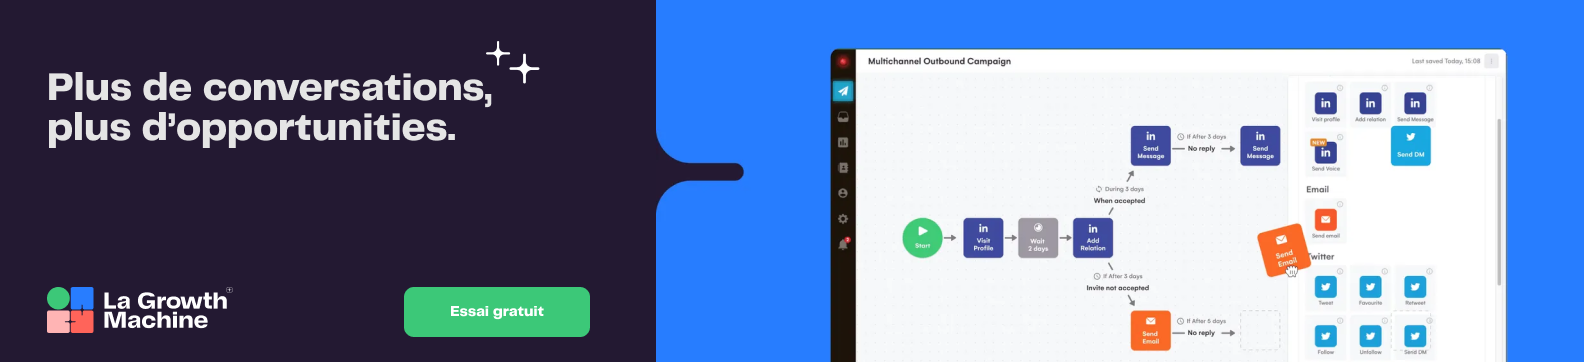 Plus de conversations,
plus d’opportunities.
La Growth
Machine
Essai gratuit
Multichannel Outbound Campaign
Last saved Today, 15:08
Start
Visit
Profile
Wait
2 days
Add
Relation
During 3 days
When accepted
Send
Message
If After 3 days
No reply
Send
Message
If After 3 days
Invite not accepted
Send
Email
If After 6 days
No reply
Visit profile
Add relation
Send Message
NEW
Send Voice
Send DM
Email
Send email
Send
Email
Twitter
Tweet
Favourite
Retweet
Follow
Unfollow
Send DM